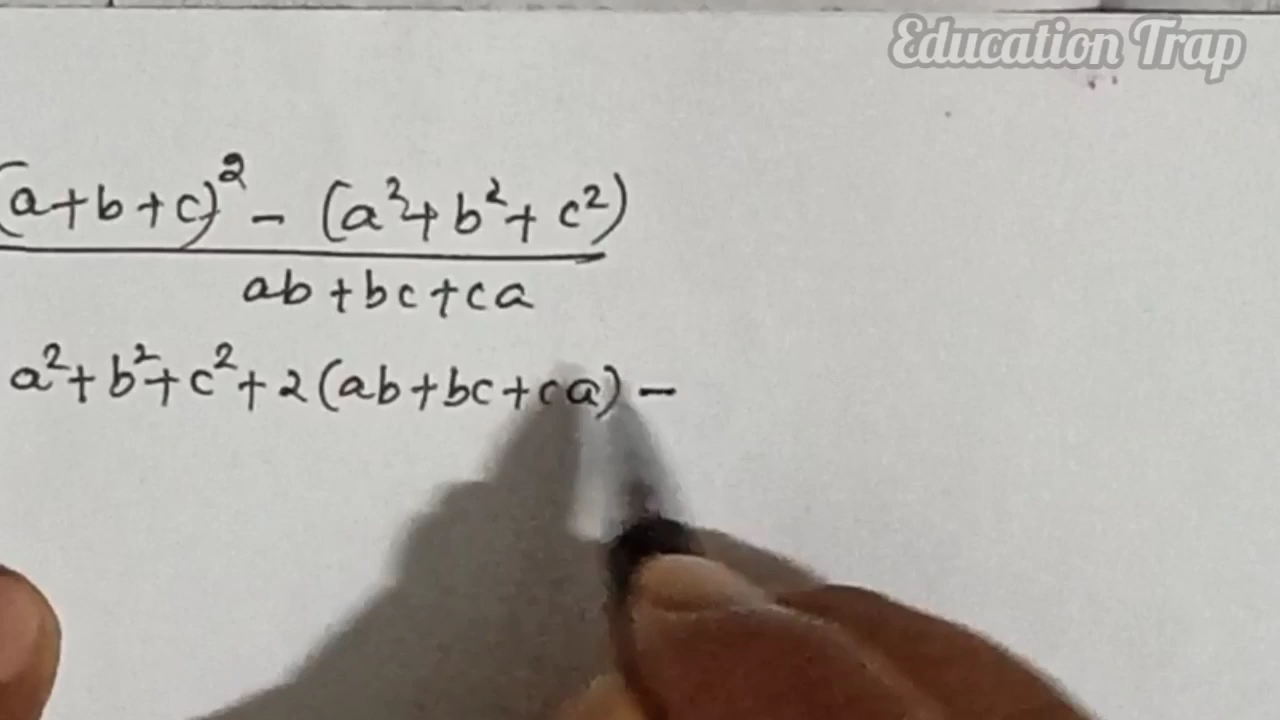 Education Trap
(a+b+c)² - (a²+b²+c²)
ab+bc+ca
a²+b²+c²+2(ab+bc+ca) -